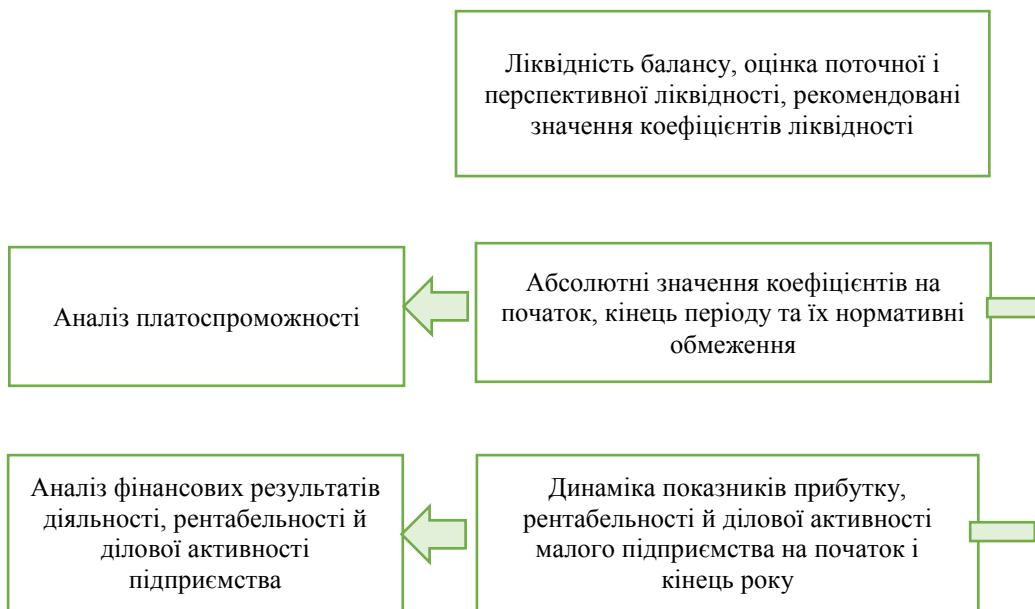 Ліквідність балансу, оцінка поточної і
перспективної ліквідності, рекомендовані
значення коефіцієнтів ліквідності
Аналіз платоспроможності
Абсолютні значення коефіцієнтів на
початок, кінець періоду та їх нормативні
обмеження
Аналіз фінансових результатів
діяльності, рентабельності й
ділової активності
підприємства
Динаміка показників прибутку,
рентабельності й ділової активності
малого підприємства на початок і
кінець року